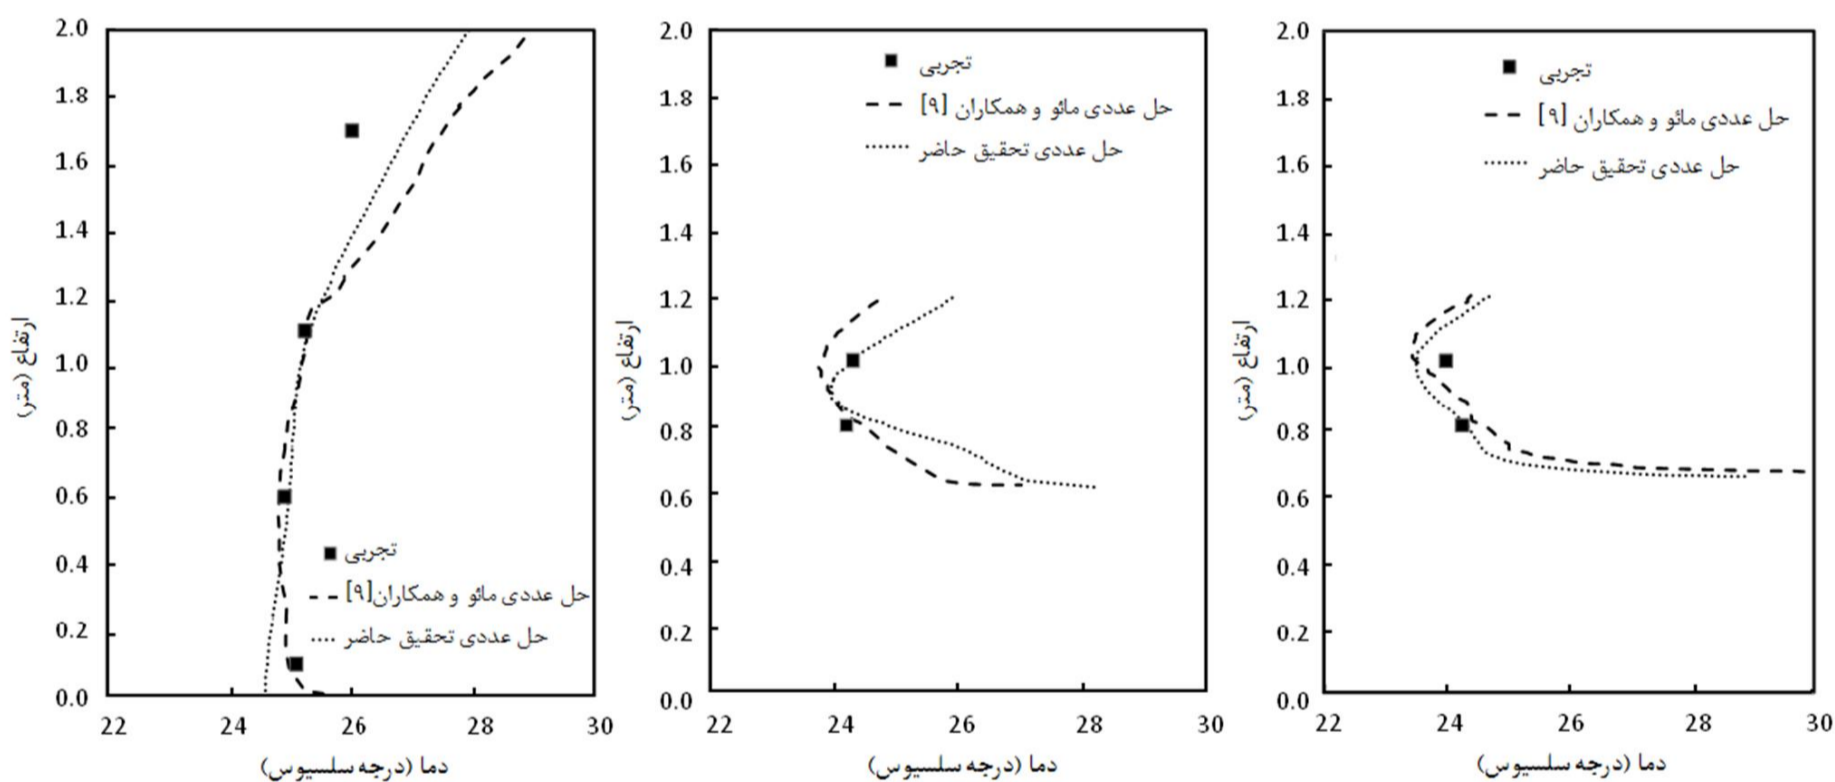 2.0
1.8
1.6
1.4
1.2
1.0
0.8
0.6
0.4
0.2
0.0
ارتفاع (متر)
تجربی
حل عددی مائو و همکاران[۹]
حل عددی تحقیق حاضر
22 24 26 28 30
دما (درجه سلسیوس)
2.0
1.8
1.6
1.4
1.2
1.0
0.8
0.6
0.4
0.2
0.0
ارتفاع (متر)
تجربی
حل عددی مائو و همکاران [۹]
حل عددی تحقیق حاضر
22 24 26 28 30
دما (درجه سلسیوس)
2.0
1.8
1.6
1.4
1.2
1.0
0.8
0.6
0.4
0.2
0.0
ارتفاع (متر)
تجربی
حل عددی مائو و همکاران [۹]
حل عددی تحقیق حاضر
22 24 26 28 30
دما (درجه سلسیوس)